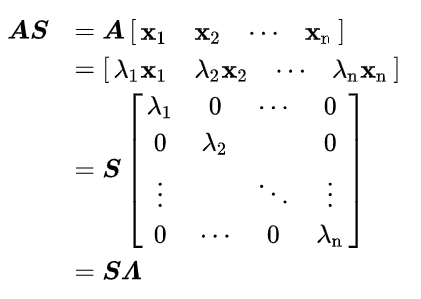 AS = A [ x₁ x₂ ⋯ xₙ ]
= [ λ₁x₁ λ₂x₂ ⋯ λₙxₙ ]
λ₁ 0 ⋯ 0
0 λ₂ 0
= S
⋮ ⋱ ⋮
0 ⋯ 0 λₙ
= SΛ